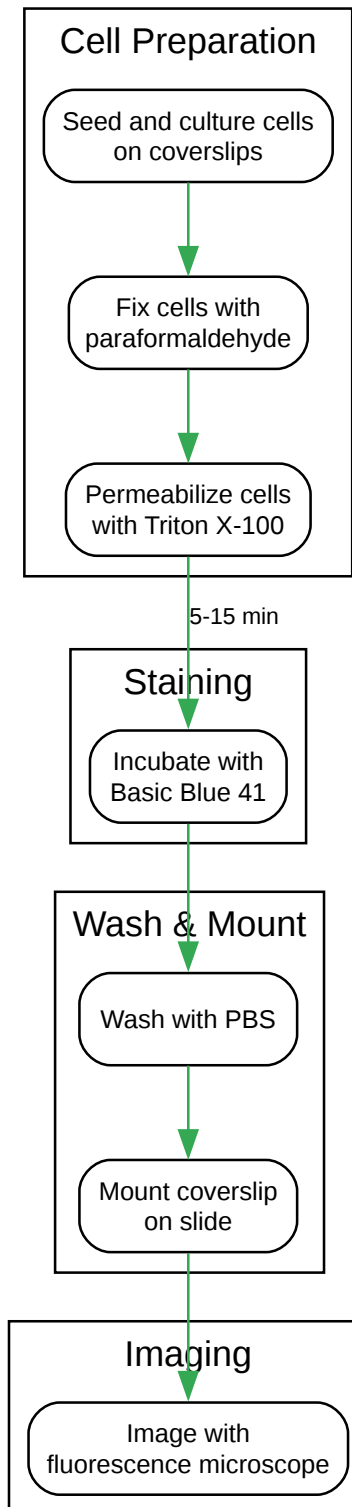 Cell Preparation
Seed and culture cells
on coverslips
Fix cells with
paraformaldehyde
Permeabilize cells
with Triton X-100
5-15 min
Staining
Incubate with
Basic Blue 41
Wash & Mount
Wash with PBS
Mount coverslip
on slide
Imaging
Image with
fluorescence microscope